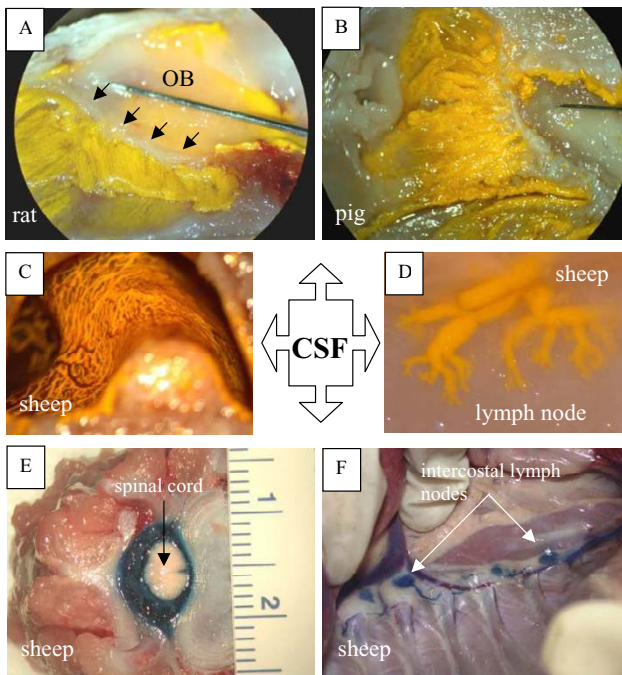 A
OB
rat
B
pig
C
sheep
CSF
D
sheep
lymph node
E
spinal cord
1
2
sheep
F
intercostal lymph
nodes
sheep